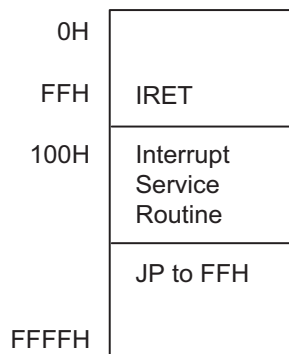 0H
FFH IRET
100H Interrupt
Service
Routine
JP to FFH
FFFFH